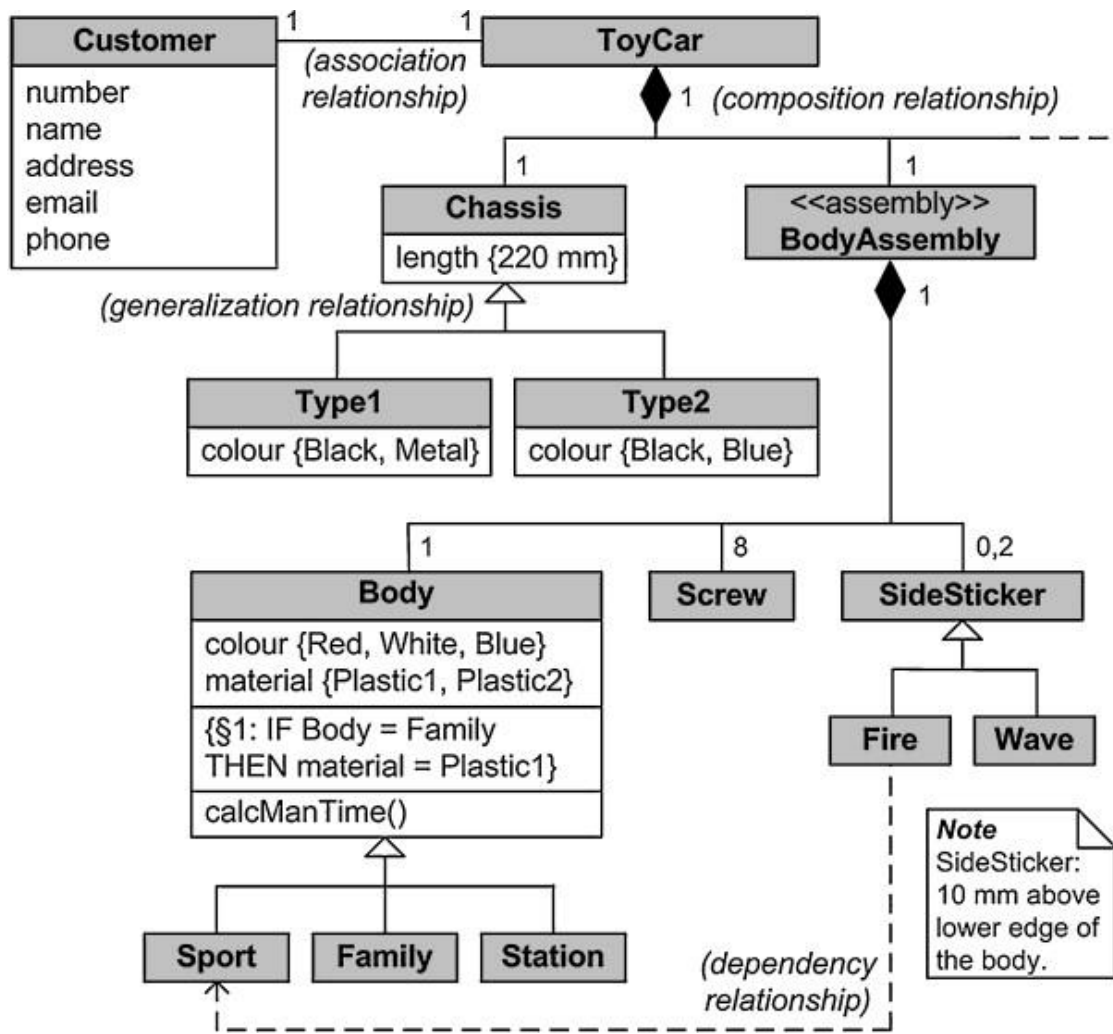 Customer
number
name
address
email
phone
1
1
(association
relationship)
ToyCar
1
(composition relationship)
1
Chassis
length {220 mm}
1
<<assembly>>
BodyAssembly
1
(generalization relationship)
Type1
colour {Black, Metal}
Type2
colour {Black, Blue}
1
Body
colour {Red, White, Blue}
material {Plastic1, Plastic2}
{§1: IF Body = Family
THEN material = Plastic1}
calcManTime()
8
Screw
0,2
SideSticker
Fire
Wave
Sport
Family
Station
(dependency
relationship)
Note
SideSticker:
10 mm above
lower edge of
the body.